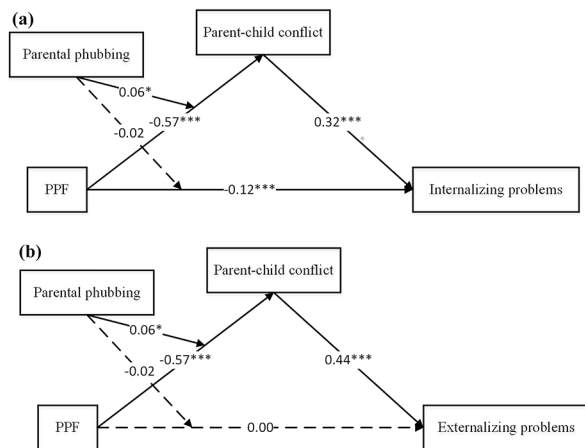 (a)
Parent-child conflict
Parental phubbing
0.06*
-0.57***
-0.02
0.32***
PPF
-0.12***
Internalizing problems
(b)
Parent-child conflict
Parental phubbing
0.06*
-0.57***
-0.02
0.44***
PPF
0.00
Externalizing problems